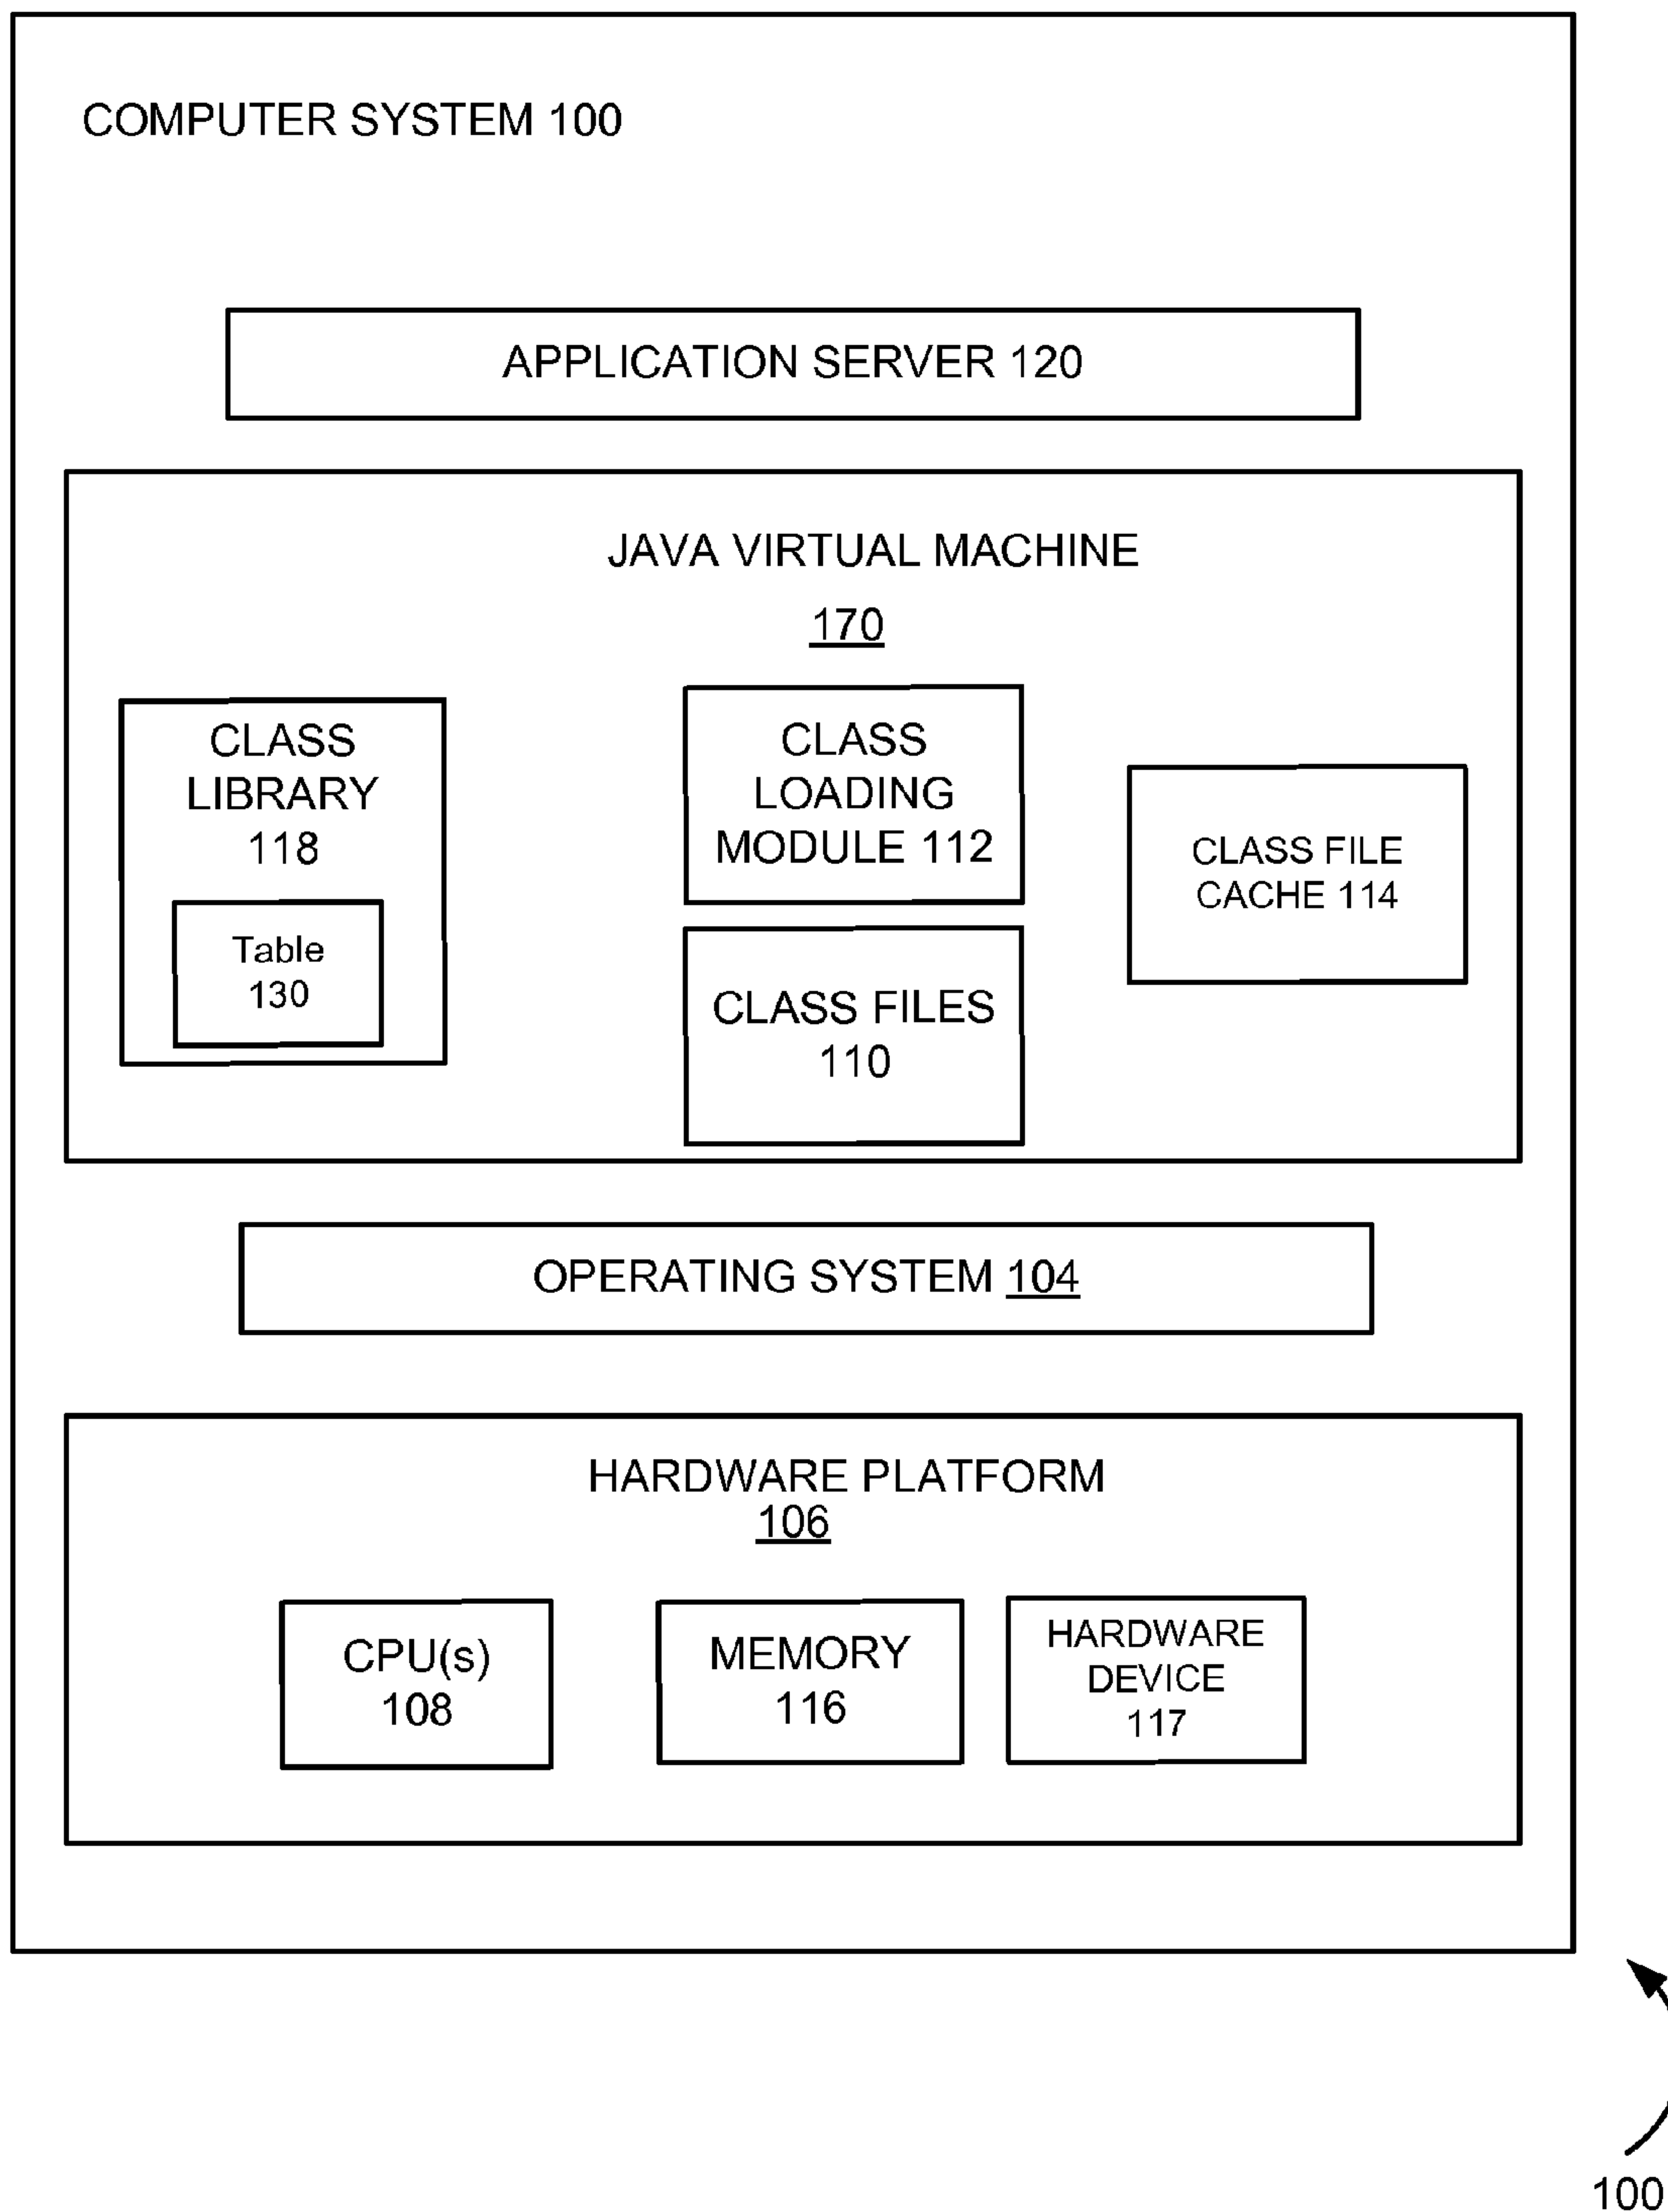 COMPUTER SYSTEM 100
APPLICATION SERVER 120
JAVA VIRTUAL MACHINE
170
CLASS
LIBRARY
118
Table
130
CLASS
LOADING
MODULE 112
CLASS FILES
110
CLASS FILE
CACHE 114
OPERATING SYSTEM 104
HARDWARE PLATFORM
106
CPU(s)
108
MEMORY
116
HARDWARE
DEVICE
117
100